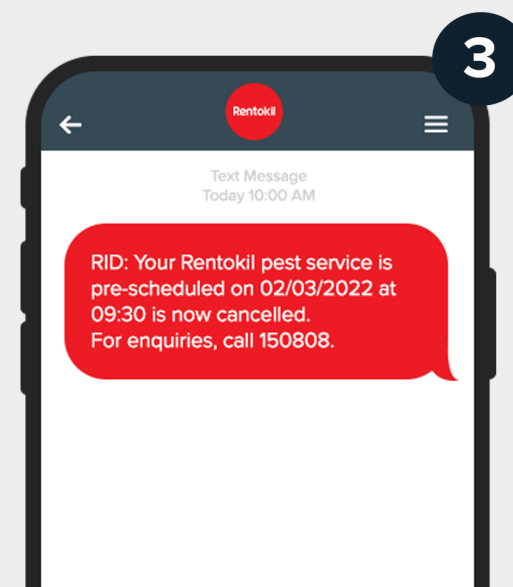 3
Rentokil
Text Message
Today 10:00 AM
RID: Your Rentokil pest service is
pre-scheduled on 02/03/2022 at
09:30 is now cancelled.
For enquiries, call 150808.